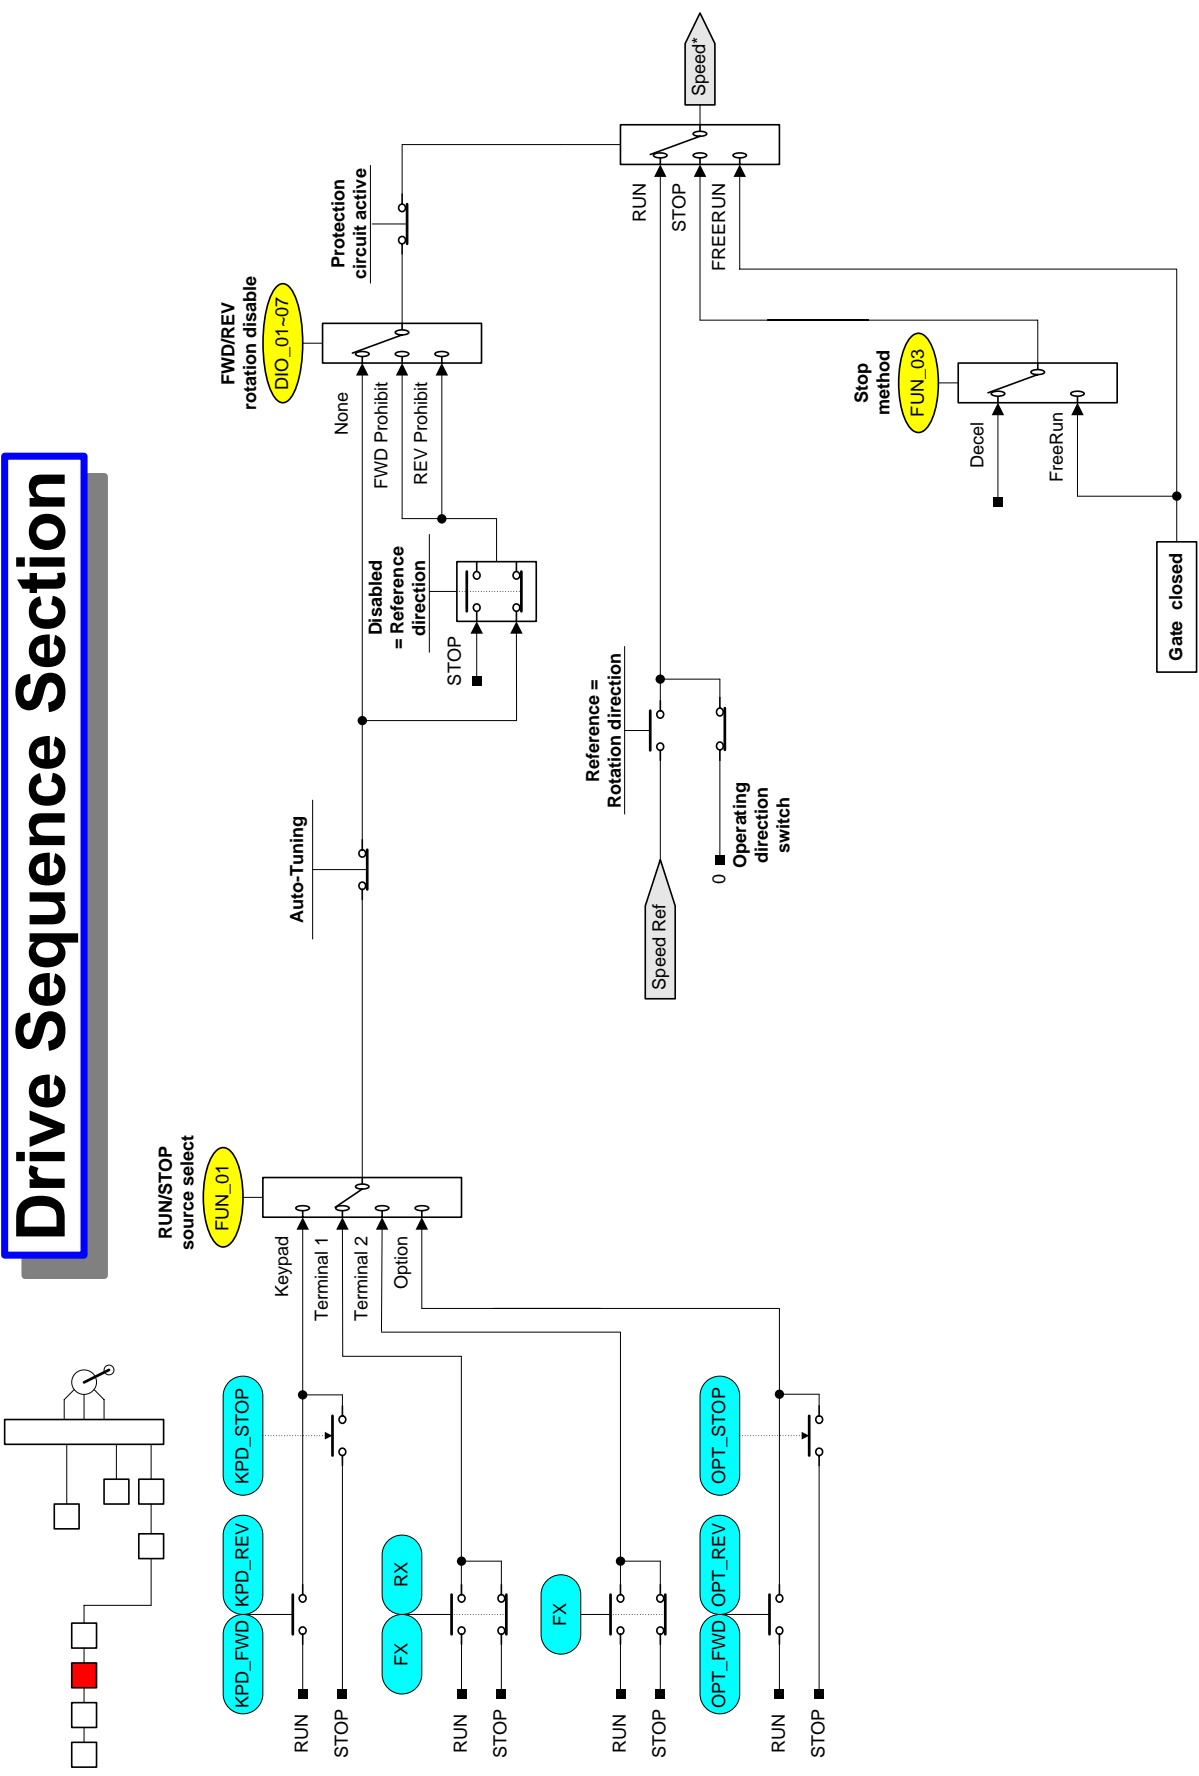 Drive Sequence Section
KPD_FWD
KPD_REV
KPD_STOP
RUN
STOP
FX
RX
RUN
STOP
FX
RUN
STOP
OPT_FWD
OPT_REV
OPT_STOP
RUN
STOP
RUN/STOP
source select
FUN_01
Keypad
Terminal 1
Terminal 2
Option
Auto-Tuning
Disabled
= Reference
direction
STOP
FWD/REV
rotation disable
DIO_01~07
None
FWD Prohibit
REV Prohibit
Protection
circuit active
Speed Ref
Reference =
Rotation direction
0
Operating
direction
switch
RUN
STOP
FREERUN
Speed*
Stop
method
FUN_03
Decel
FreeRun
Gate closed